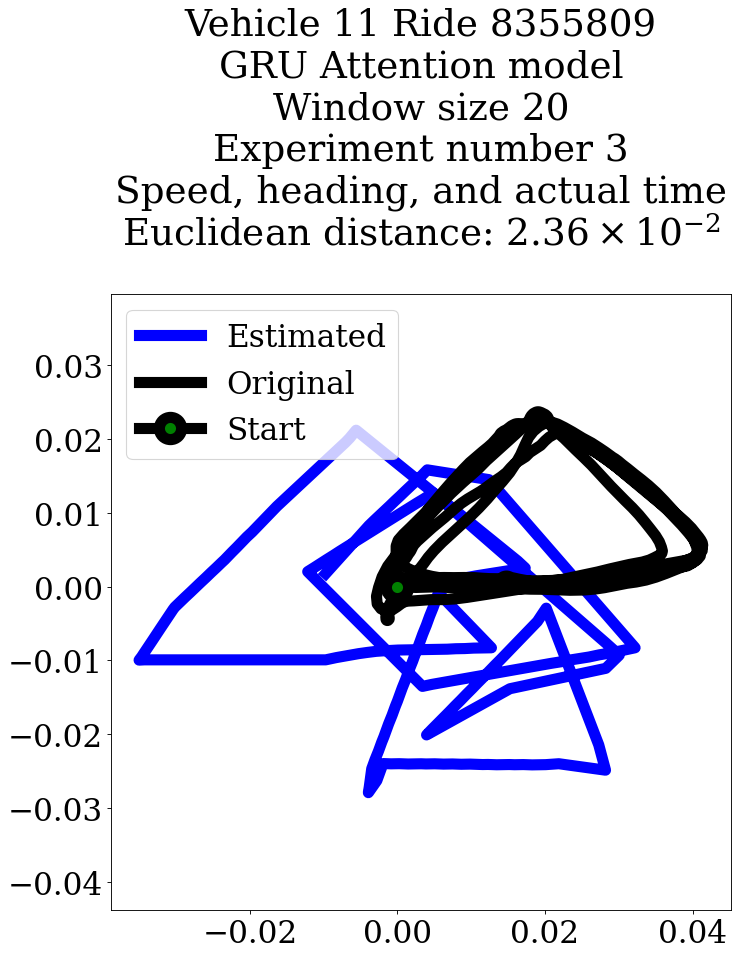 Vehicle 11 Ride 8355809
GRU Attention model
Window size 20
Experiment number 3
Speed, heading, and actual time
Euclidean distance: 2.36 × 10⁻²
Estimated
Original
Start
0.03
0.02
0.01
0.00
−0.01
−0.02
−0.03
−0.04
−0.02 0.00 0.02 0.04